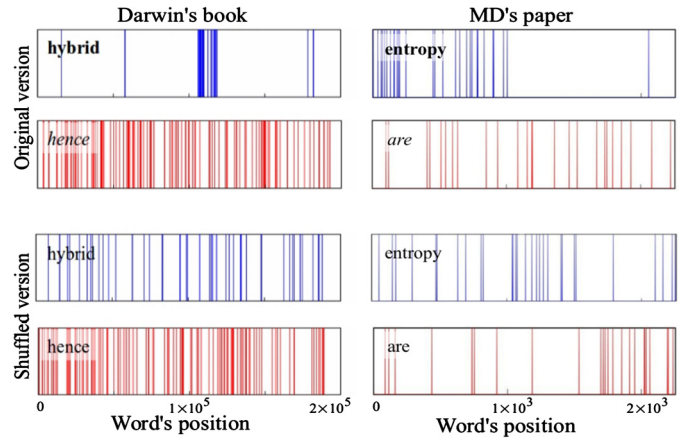 Darwin's book
MD's paper
Original version
hybrid
entropy
hence
are
Shuffled version
hybrid
entropy
hence
are
0 1×10⁵ 2×10⁵
0 1×10³ 2×10³
Word's position
Word's position